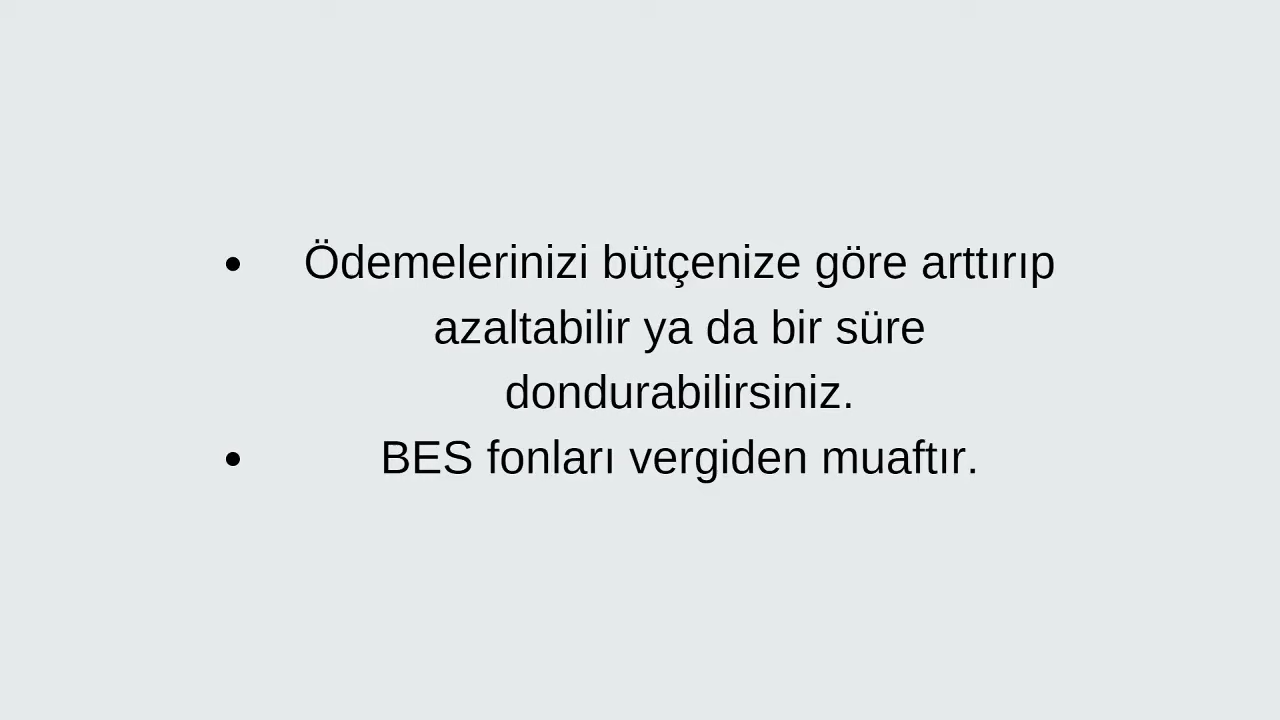 • Ödemelerinizi bütçenize göre arttırıp
azaltabilir ya da bir süre
dondurabilirsiniz.
• BES fonları vergiden muaftır.